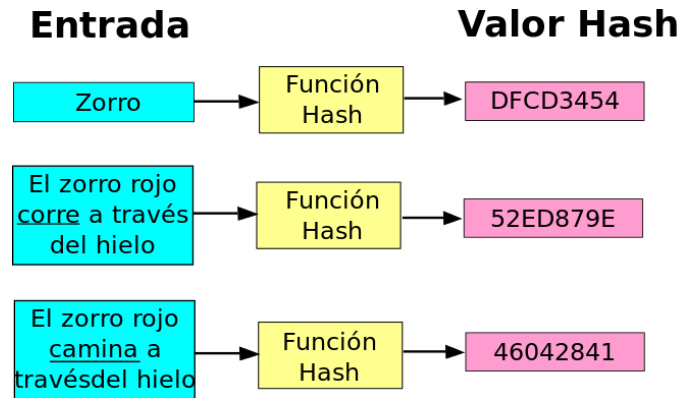 Entrada
Valor Hash
Zorro
Función
Hash
DFCD3454
El zorro rojo
corre a través
del hielo
Función
Hash
52ED879E
El zorro rojo
camina a
travésdel hielo
Función
Hash
46042841